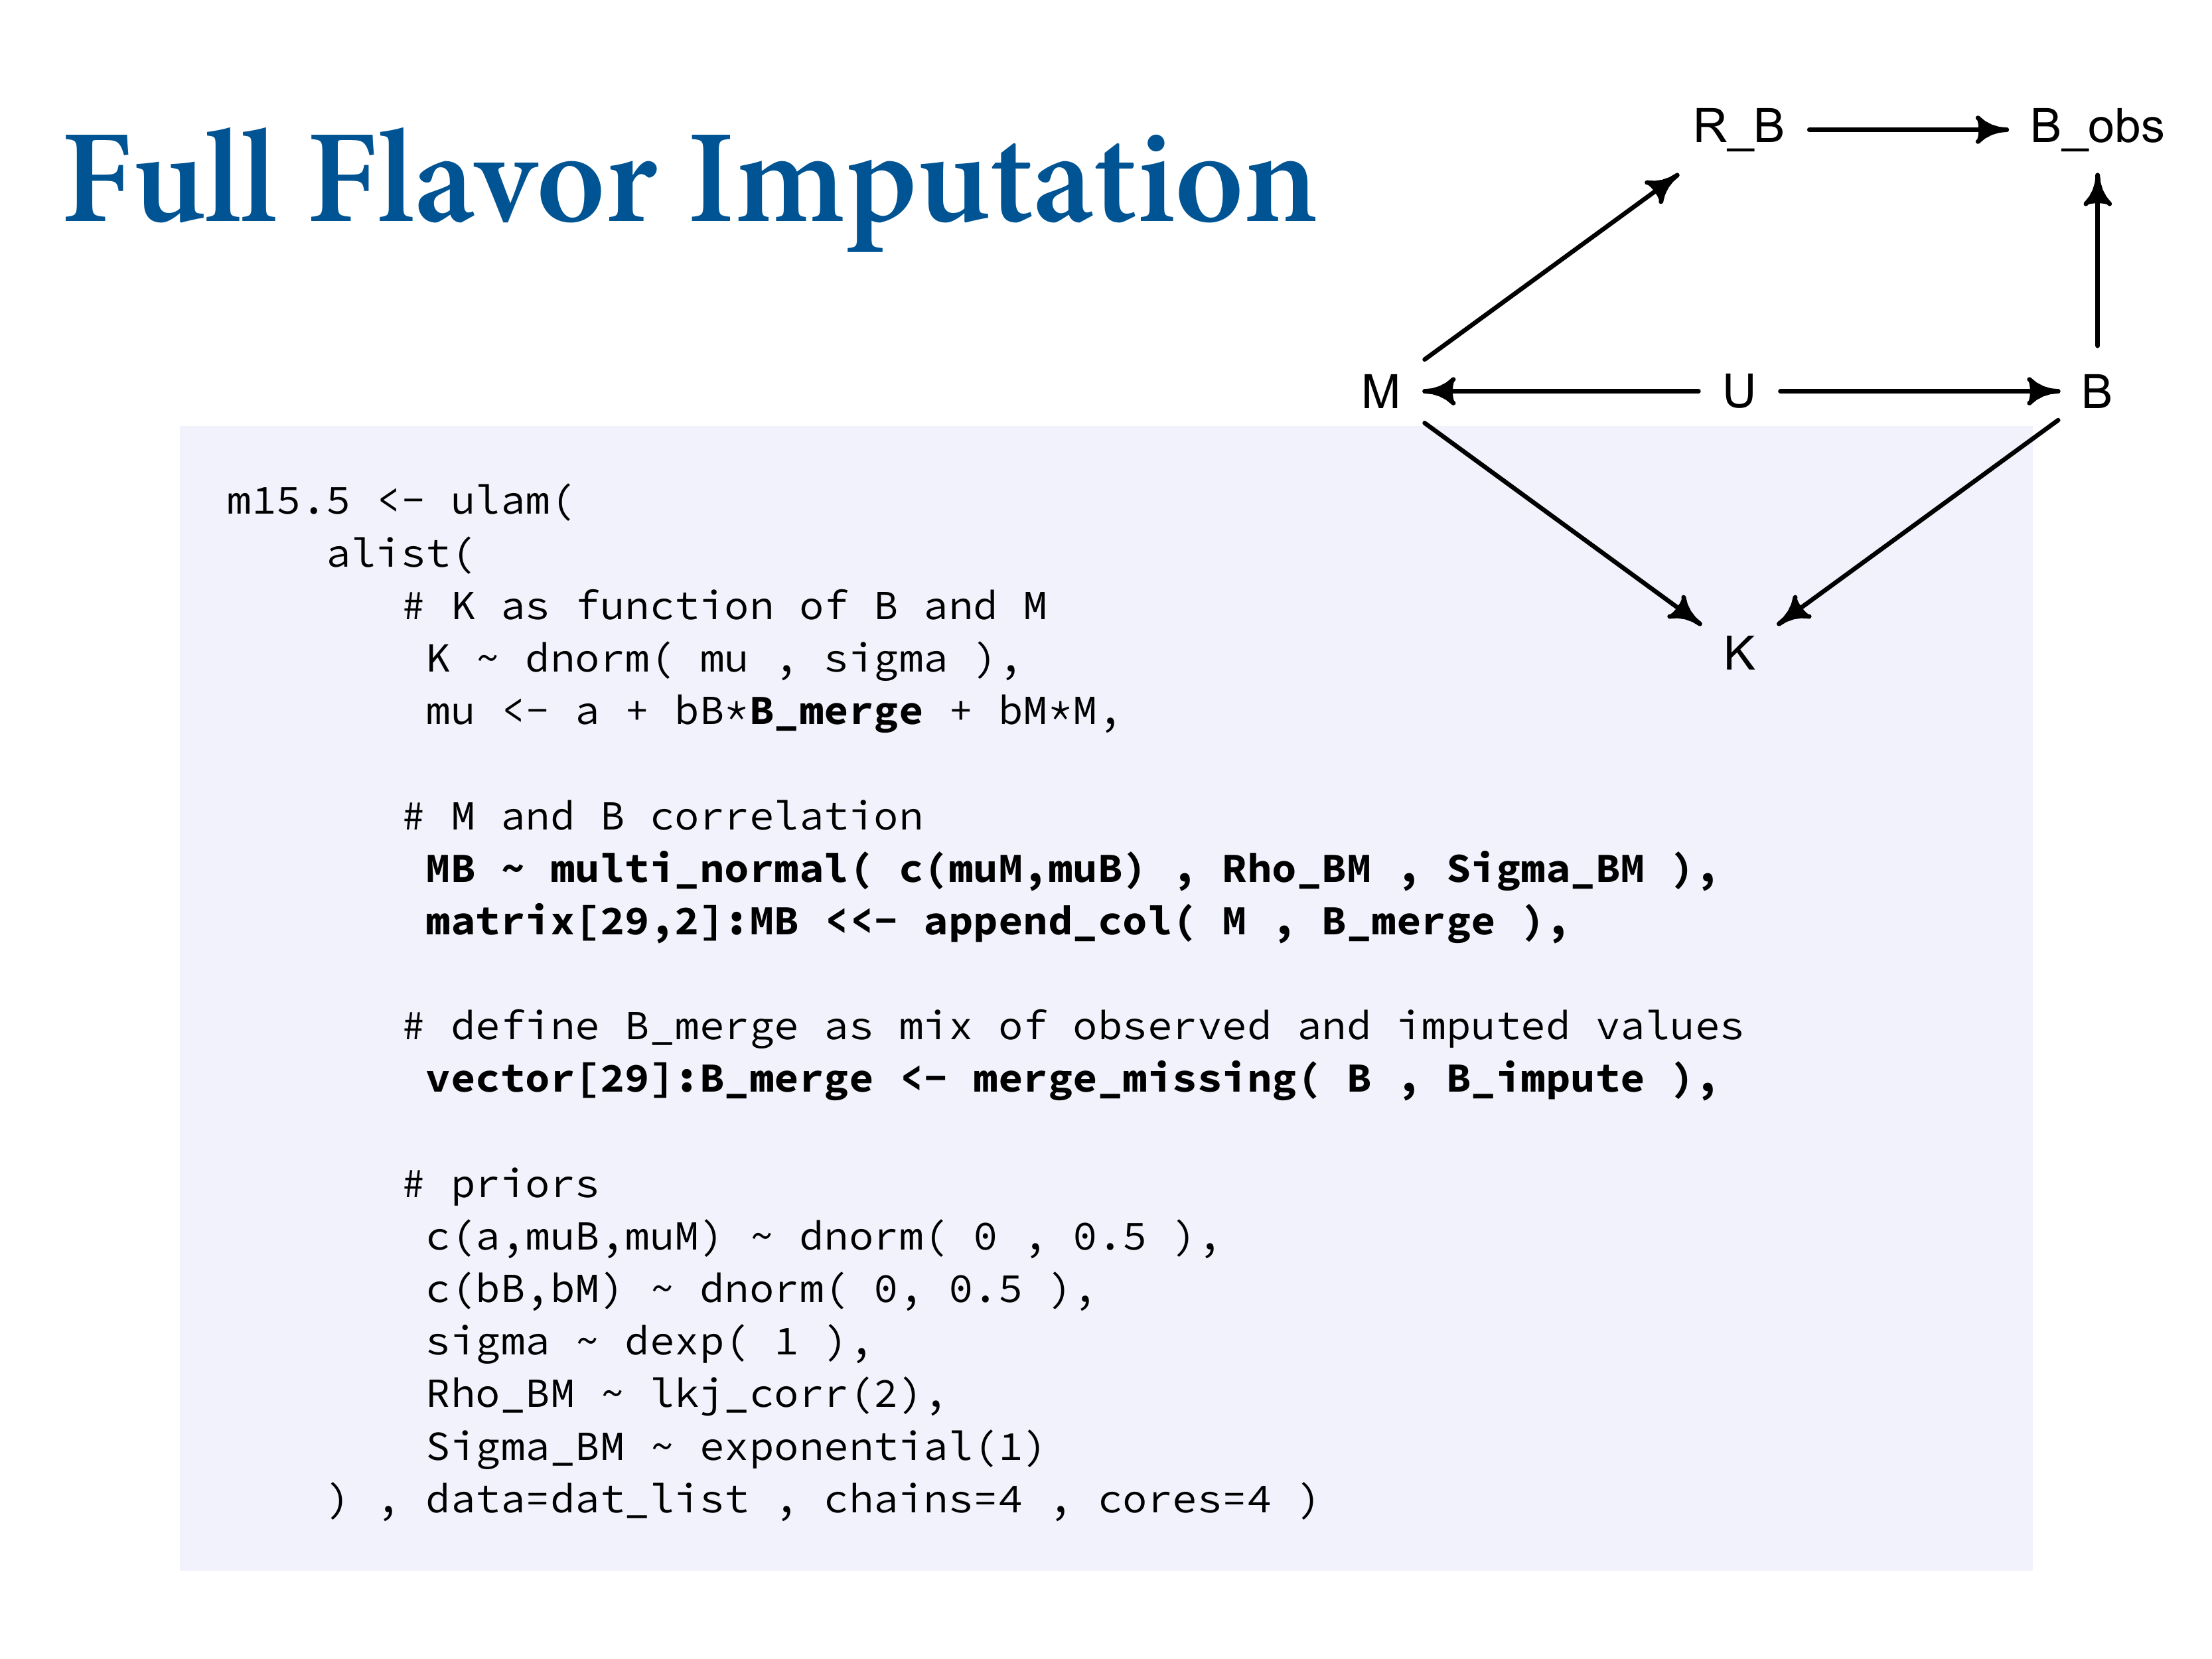 Full Flavor Imputation
R_B
B_obs
M
U
B
K
m15.5 <- ulam(
    alist(
       # K as function of B and M
        K ~ dnorm( mu , sigma ),
        mu <- a + bB*B_merge + bM*M,

       # M and B correlation
        MB ~ multi_normal( c(muM,muB) , Rho_BM , Sigma_BM ),
        matrix[29,2]:MB <<- append_col( M , B_merge ),

       # define B_merge as mix of observed and imputed values
        vector[29]:B_merge <- merge_missing( B , B_impute ),

       # priors
        c(a,muB,muM) ~ dnorm( 0 , 0.5 ),
        c(bB,bM) ~ dnorm( 0, 0.5 ),
        sigma ~ dexp( 1 ),
        Rho_BM ~ lkj_corr(2),
        Sigma_BM ~ exponential(1)
    ) , data=dat_list , chains=4 , cores=4 )